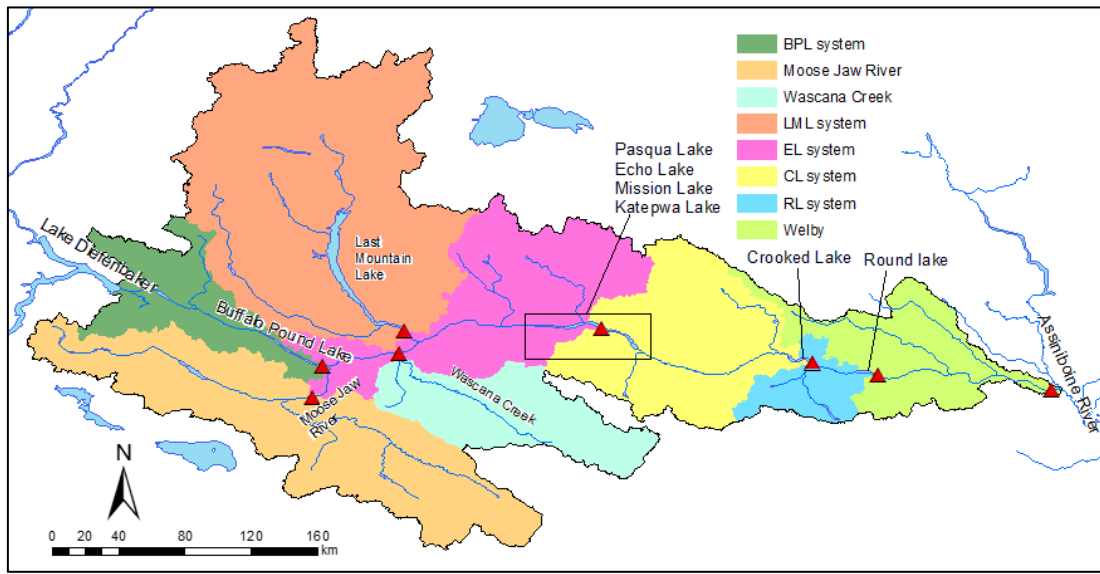 BPL system
Moose Jaw River
Wascana Creek
LML system
EL system
CL system
RL system
Welby
Pasqua Lake
Echo Lake
Mission Lake
Katepwa Lake
Crooked Lake
Round lake
Lake Diefenbaker
Last
Mountain
Lake
Buffalo Pound Lake
Moose Jaw
River
Wascana Creek
Assiniboine River
N
0 20 40 80 120 160
km